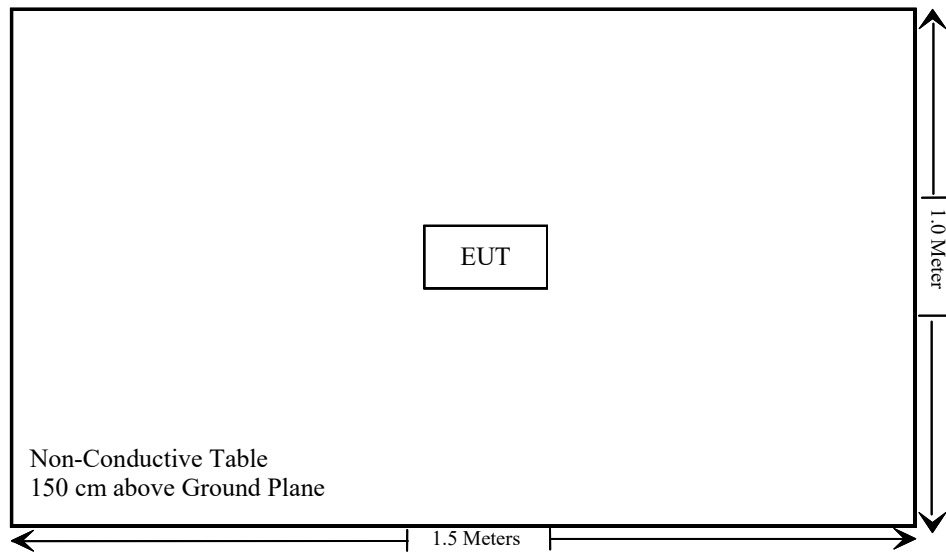 EUT
1.0 Meter
Non-Conductive Table
150 cm above Ground Plane
1.5 Meters